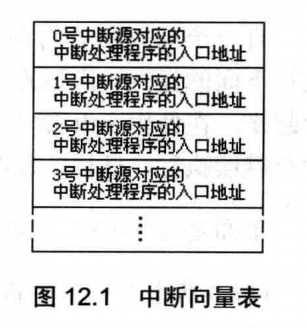 0号中断源对应的
中断处理程序的入口地址
1号中断源对应的
中断处理程序的入口地址
2号中断源对应的
中断处理程序的入口地址
3号中断源对应的
中断处理程序的入口地址
⋮
图 12.1 中断向量表